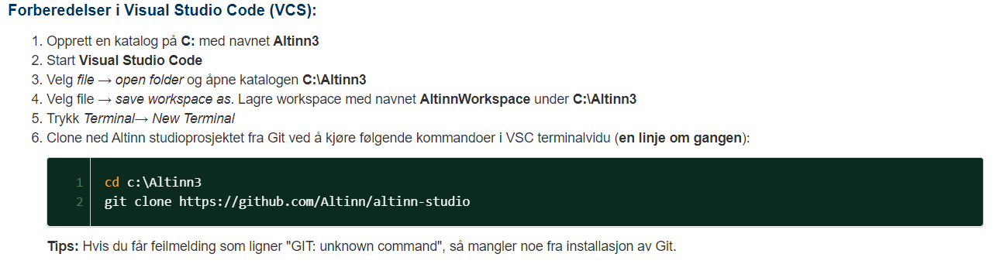 Forberedelser i Visual Studio Code (VCS):
1. Opprett en katalog på C: med navnet Altinn3
2. Start Visual Studio Code
3. Velg file → open folder og åpne katalogen C:\Altinn3
4. Velg file → save workspace as. Lagre workspace med navnet AltinnWorkspace under C:\Altinn3
5. Trykk Terminal→ New Terminal
6. Clone ned Altinn studioprosjektet fra Git ved å kjøre følgende kommandoer i VSC terminalvidu (en linje om gangen):
1 cd c:\Altinn3
2 git clone https://github.com/Altinn/altinn-studio
Tips: Hvis du får feilmelding som ligner "GIT: unknown command", så mangler noe fra installasjon av Git.